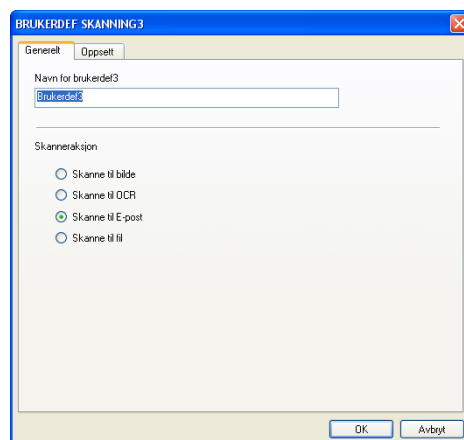 BRUKERDEF SKANNING3
Generelt
Oppsett
Navn for brukerdef3
Brukerdef3
Skanneraksjon
Skanne til bilde
Skanne til OCR
Skanne til E-post
Skanne til fil
OK
Avbryt